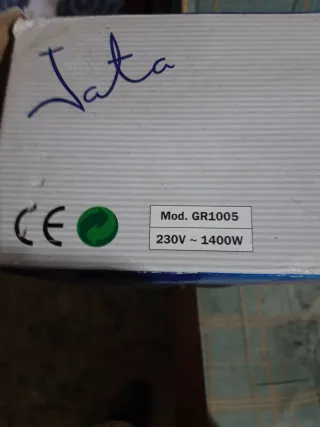 Jata
CE
Mod. GR1005
230V ~ 1400W